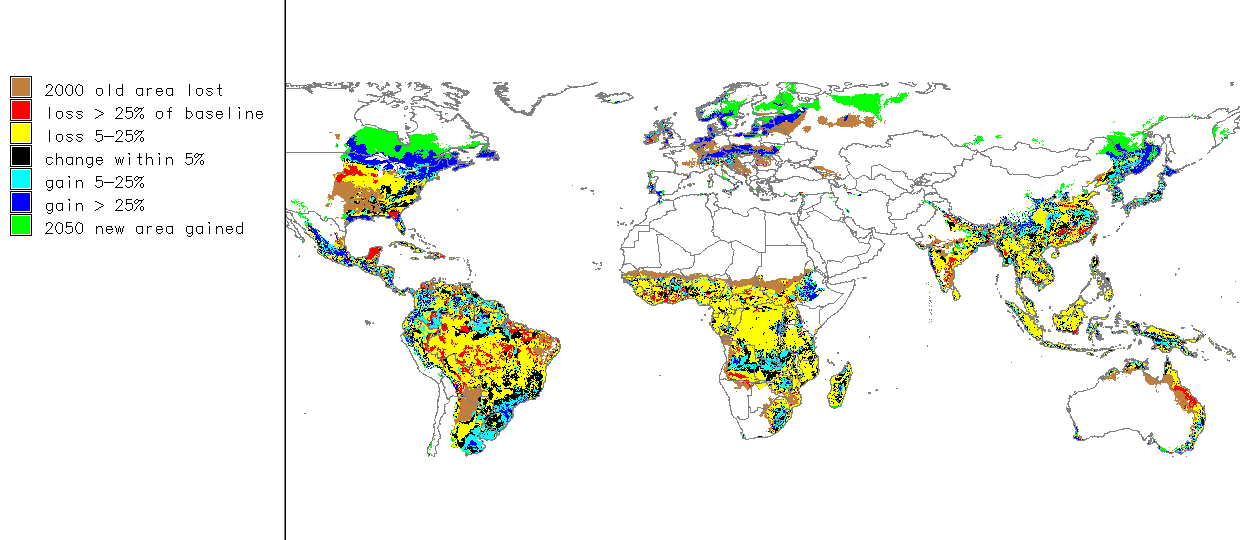 2000 old area lost
loss > 25% of baseline
loss 5-25%
change within 5%
gain 5-25%
gain > 25%
2050 new area gained